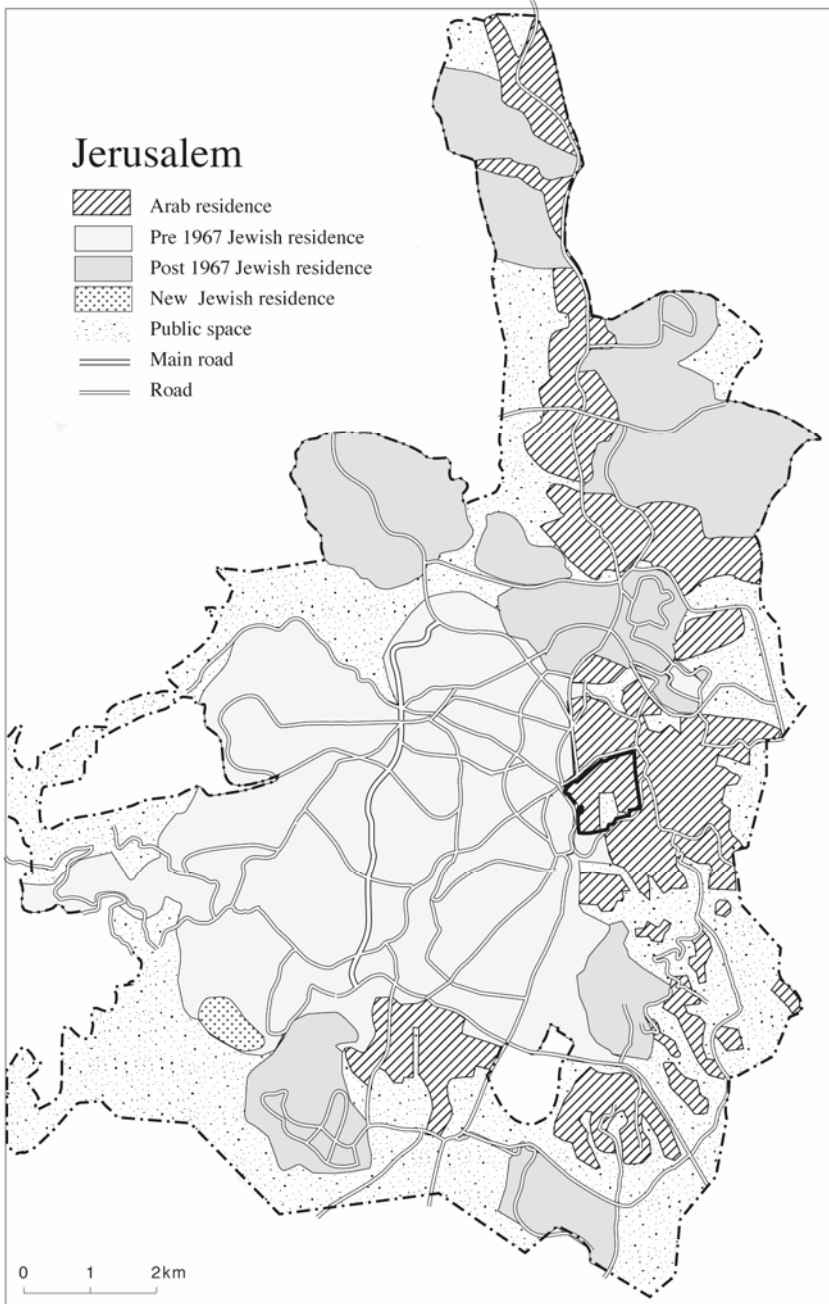 Jerusalem
Arab residence
Pre 1967 Jewish residence
Post 1967 Jewish residence
New Jewish residence
Public space
Main road
Road
0 1 2km